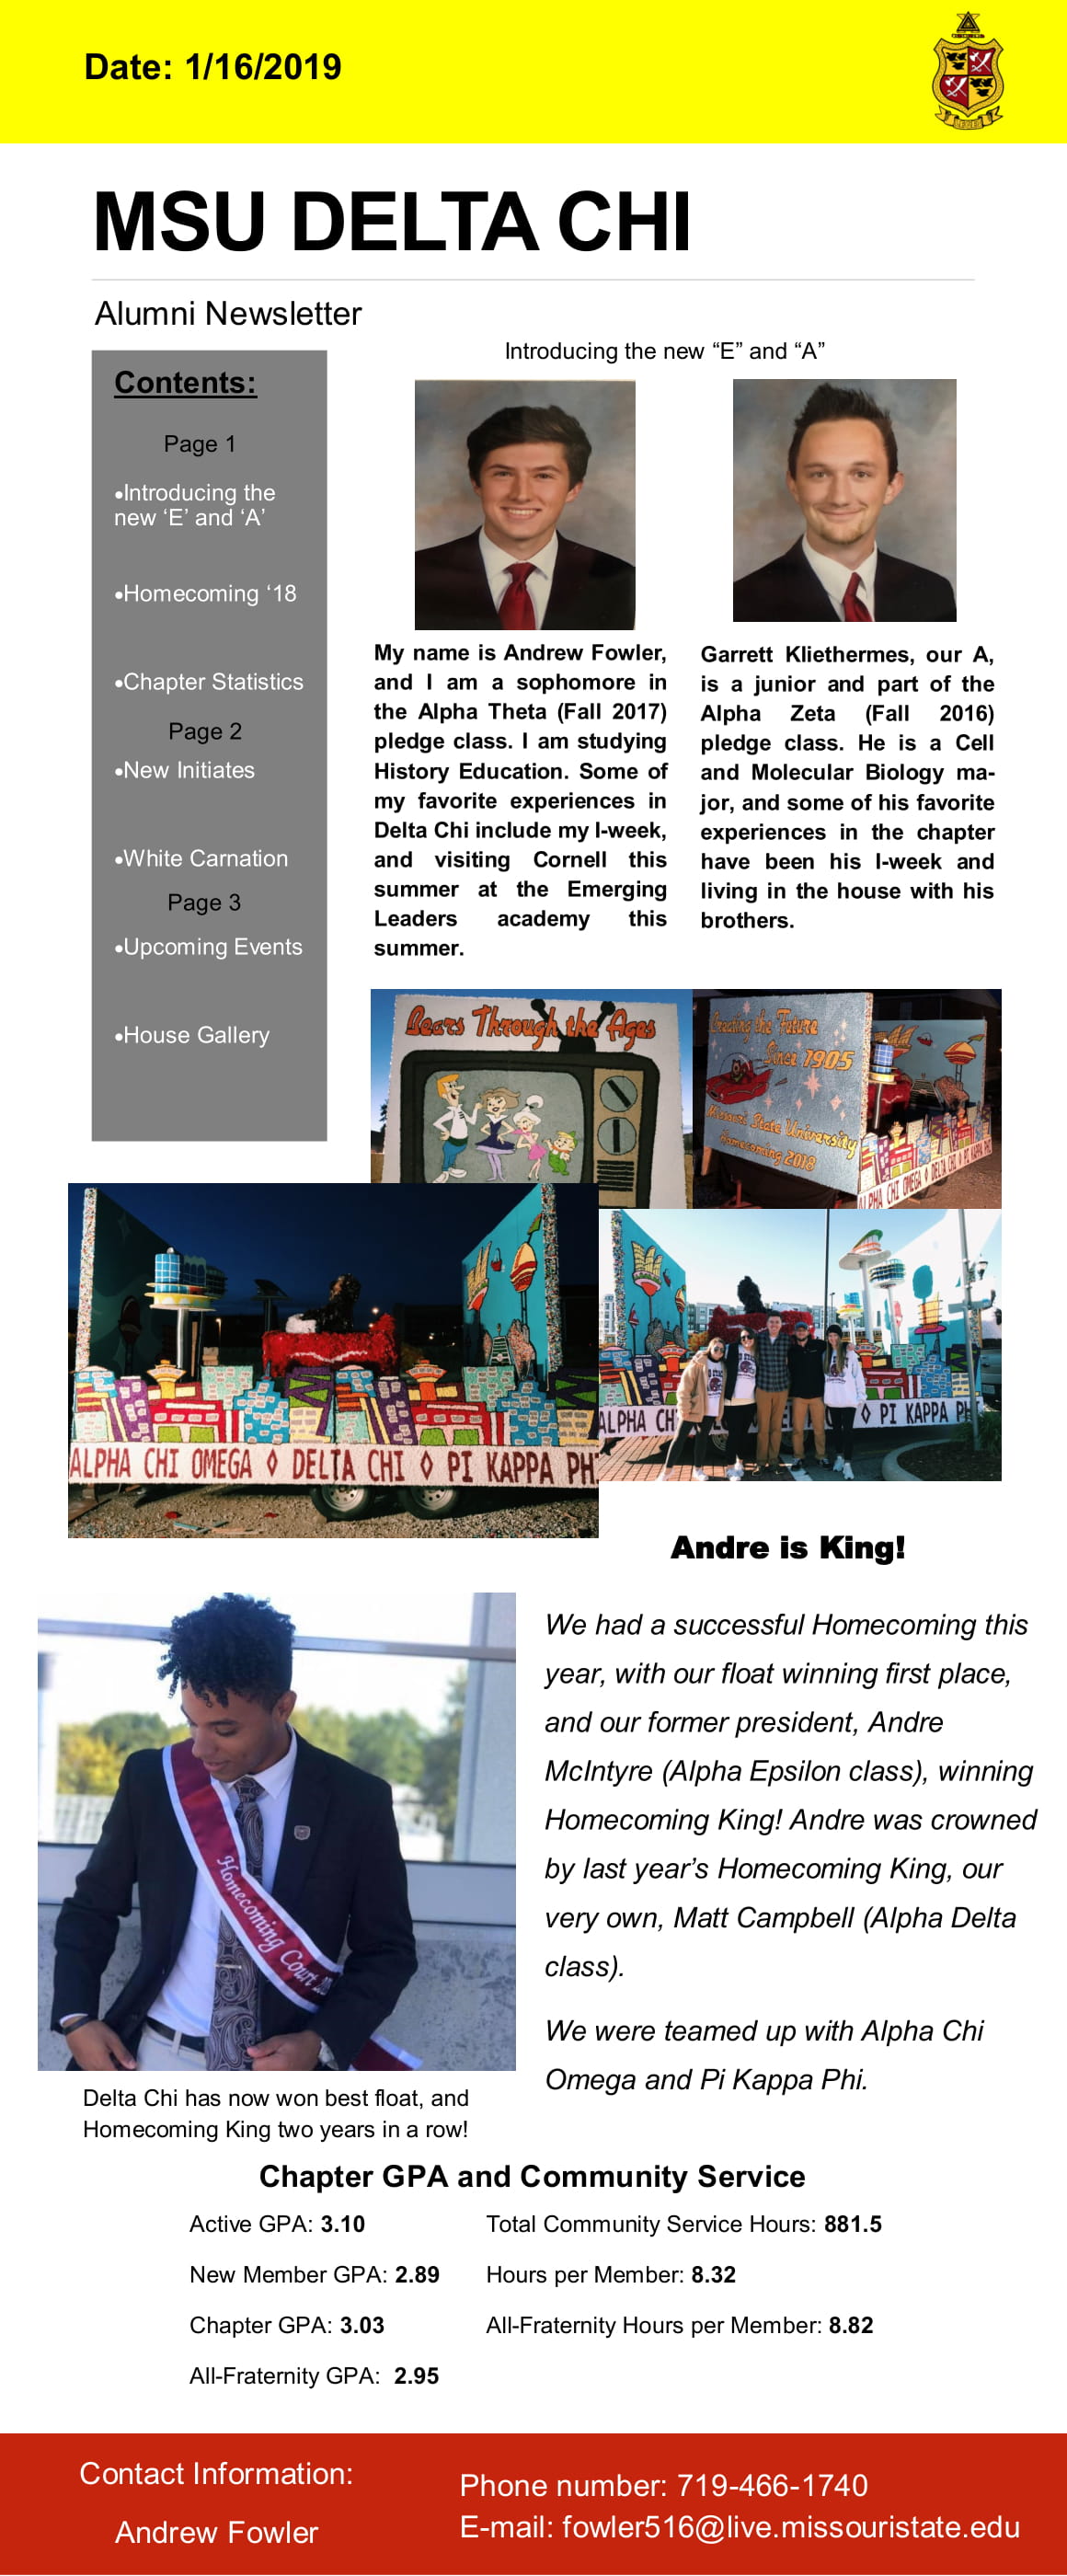 Date: 1/16/2019
MSU DELTA CHI
Alumni Newsletter
Contents:
Page 1
•Introducing the
new ‘E’ and ‘A’
•Homecoming ‘18
•Chapter Statistics
Page 2
•New Initiates
•White Carnation
Page 3
•Upcoming Events
•House Gallery
Introducing the new “E” and “A”
My name is Andrew Fowler,
and I am a sophomore in
the Alpha Theta (Fall 2017)
pledge class. I am studying
History Education. Some of
my favorite experiences in
Delta Chi include my I-week,
and visiting Cornell this
summer at the Emerging
Leaders academy this
summer.
Garrett Kliethermes, our A,
is a junior and part of the
Alpha Zeta (Fall 2016)
pledge class. He is a Cell
and Molecular Biology ma-
jor, and some of his favorite
experiences in the chapter
have been his I-week and
living in the house with his
brothers.
Bears Through the Ages
Creating the Future
Since 1905
Missouri State University
Homecoming 2018
ALPHA CHI OMEGA ◊ DELTA CHI ◊ PI KAPPA PH
ALPHA CHI OMEGA ◊ DELTA CHI ◊ PI KAPPA PH
ALPHA CH
◊ PI KAPPA PH
Andre is King!
Homecoming Court 20
We had a successful Homecoming this
year, with our float winning first place,
and our former president, Andre
McIntyre (Alpha Epsilon class), winning
Homecoming King! Andre was crowned
by last year’s Homecoming King, our
very own, Matt Campbell (Alpha Delta
class).
We were teamed up with Alpha Chi
Omega and Pi Kappa Phi.
Delta Chi has now won best float, and
Homecoming King two years in a row!
Chapter GPA and Community Service
Active GPA: 3.10
New Member GPA: 2.89
Chapter GPA: 3.03
All-Fraternity GPA: 2.95
Total Community Service Hours: 881.5
Hours per Member: 8.32
All-Fraternity Hours per Member: 8.82
Contact Information:
Andrew Fowler
Phone number: 719-466-1740
E-mail: fowler516@live.missouristate.edu